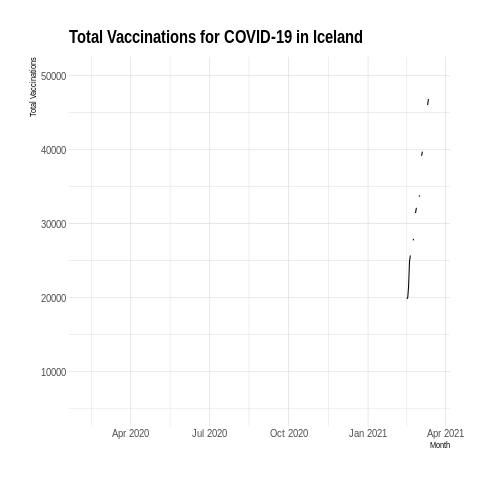 Total Vaccinations for COVID-19 in Iceland
Total Vaccinations
50000
40000
30000
20000
10000
Apr 2020 Jul 2020 Oct 2020 Jan 2021 Apr 2021
Month